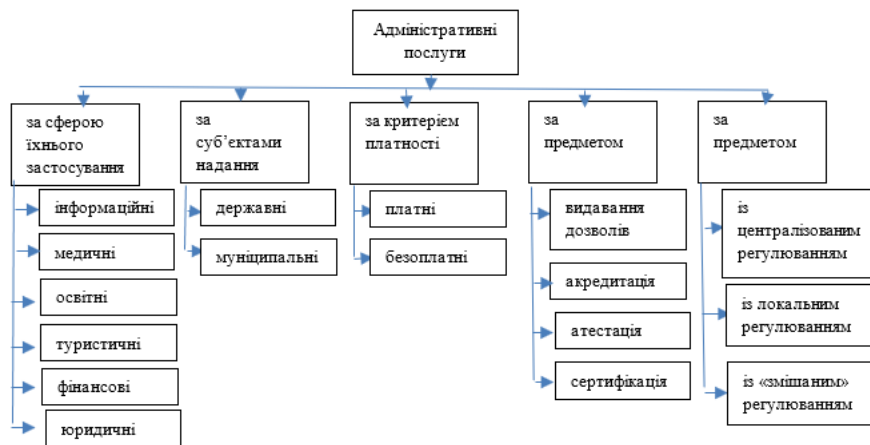 Адміністративні
послуги
за сферою
їхнього
застосування
інформаційні
медичні
освітні
туристичні
фінансові
юридичні
за
суб’єктами
надання
державні
муніципальні
за критерієм
платності
платні
безоплатні
за
предметом
видавання
дозволів
акредитація
атестація
сертифікація
за
предметом
із
централізованим
регулюванням
із локальним
регулюванням
із «змішаним»
регулюванням